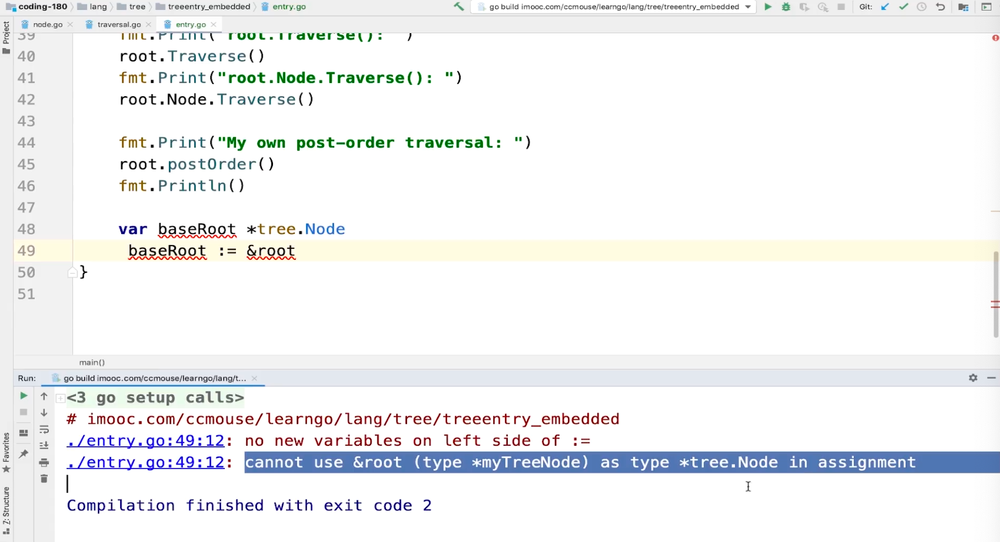 coding-180 lang tree treeentry_embedded entry.go go build imooc.com/ccmouse/learngo/lang/tree/treeentry_embedded Git:
node.go traversal.go entry.go
Project
39 fmt.Print("root.Traverse(): ")
40 root.Traverse()
41 fmt.Print("root.Node.Traverse(): ")
42 root.Node.Traverse()
43
44 fmt.Print("My own post-order traversal: ")
45 root.postOrder()
46 fmt.Println()
47
48 var baseRoot *tree.Node
49 baseRoot := &root
50 }
51
main()
Run: go build imooc.com/ccmouse/learngo/lang/t...
<3 go setup calls>
# imooc.com/ccmouse/learngo/lang/tree/treeentry_embedded
./entry.go:49:12: no new variables on left side of :=
./entry.go:49:12: cannot use &root (type *myTreeNode) as type *tree.Node in assignment
Compilation finished with exit code 2
Favorites
Z: Structure